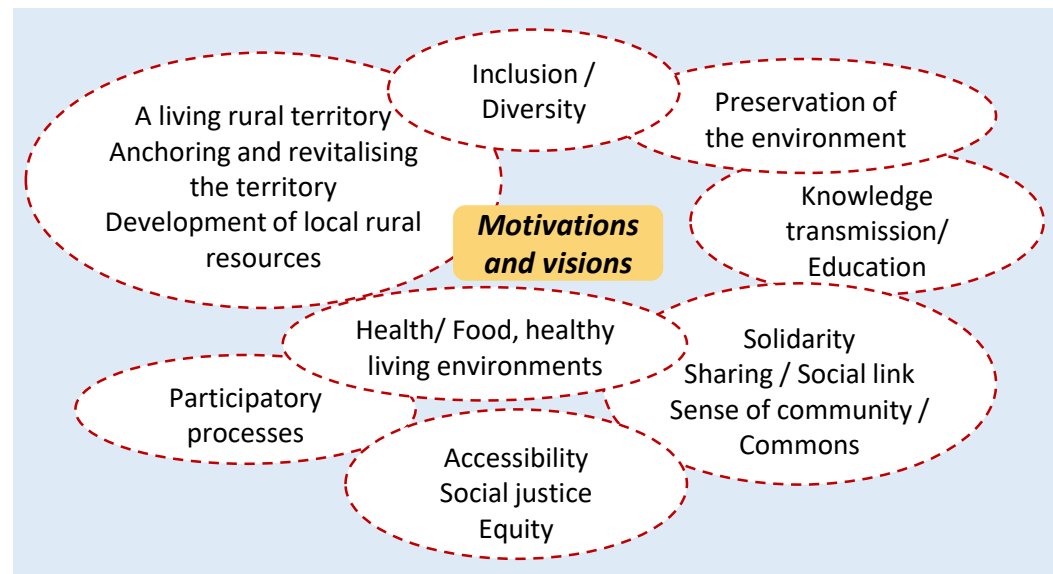 Inclusion /
Diversity
A living rural territory
Anchoring and revitalising
the territory
Development of local rural
resources
Preservation of
the environment
Knowledge
transmission/
Education
Motivations
and visions
Health/ Food, healthy
living environments
Solidarity
Sharing / Social link
Sense of community /
Commons
Participatory
processes
Accessibility
Social justice
Equity